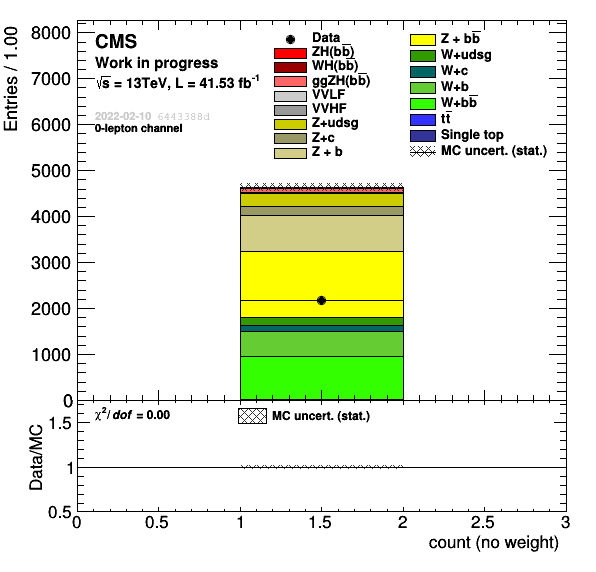 CMS
Work in progress
√s = 13TeV, L = 41.53 fb⁻¹
2022-02-10 6443388d
0-lepton channel
Data
ZH(bb̅)
WH(bb̅)
ggZH(bb̅)
VVLF
VVHF
Z+udsg
Z+c
Z + b
Z + bb̅
W+udsg
W+c
W+b
W+bb̅
tt̅
Single top
MC uncert. (stat.)
Entries / 1.00
8000
7000
6000
5000
4000
3000
2000
1000
0
χ²/dof = 0.00
MC uncert. (stat.)
Data/MC
1.5
1
0.5
0 0.5 1 1.5 2 2.5 3
count (no weight)